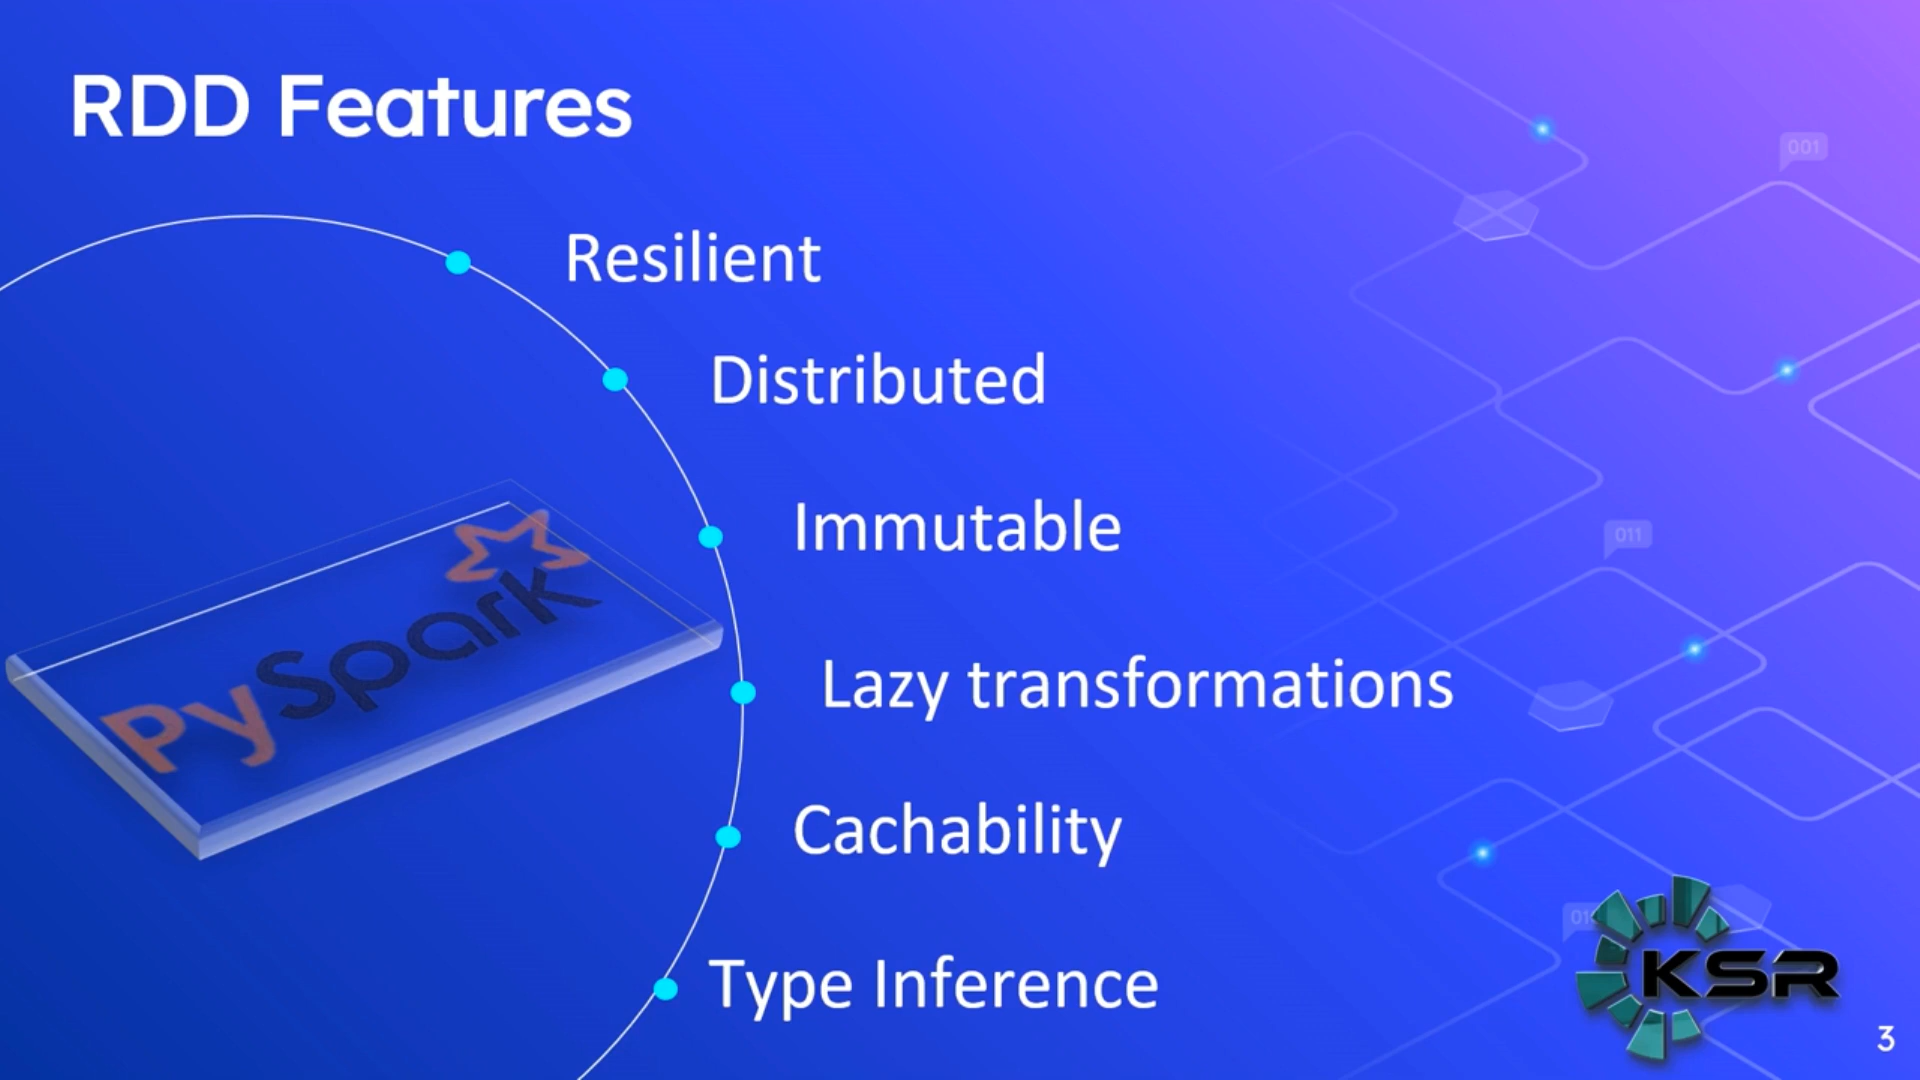 RDD Features
Resilient
Distributed
Immutable
Lazy transformations
Cachability
Type Inference
PySpark
001
011
KSR
3